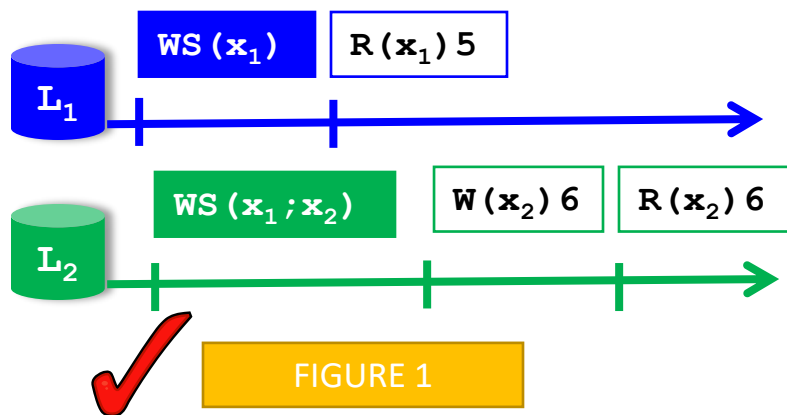 WS(x₁) R(x₁)5
L₁
WS(x₁;x₂) W(x₂)6 R(x₂)6
L₂
FIGURE 1